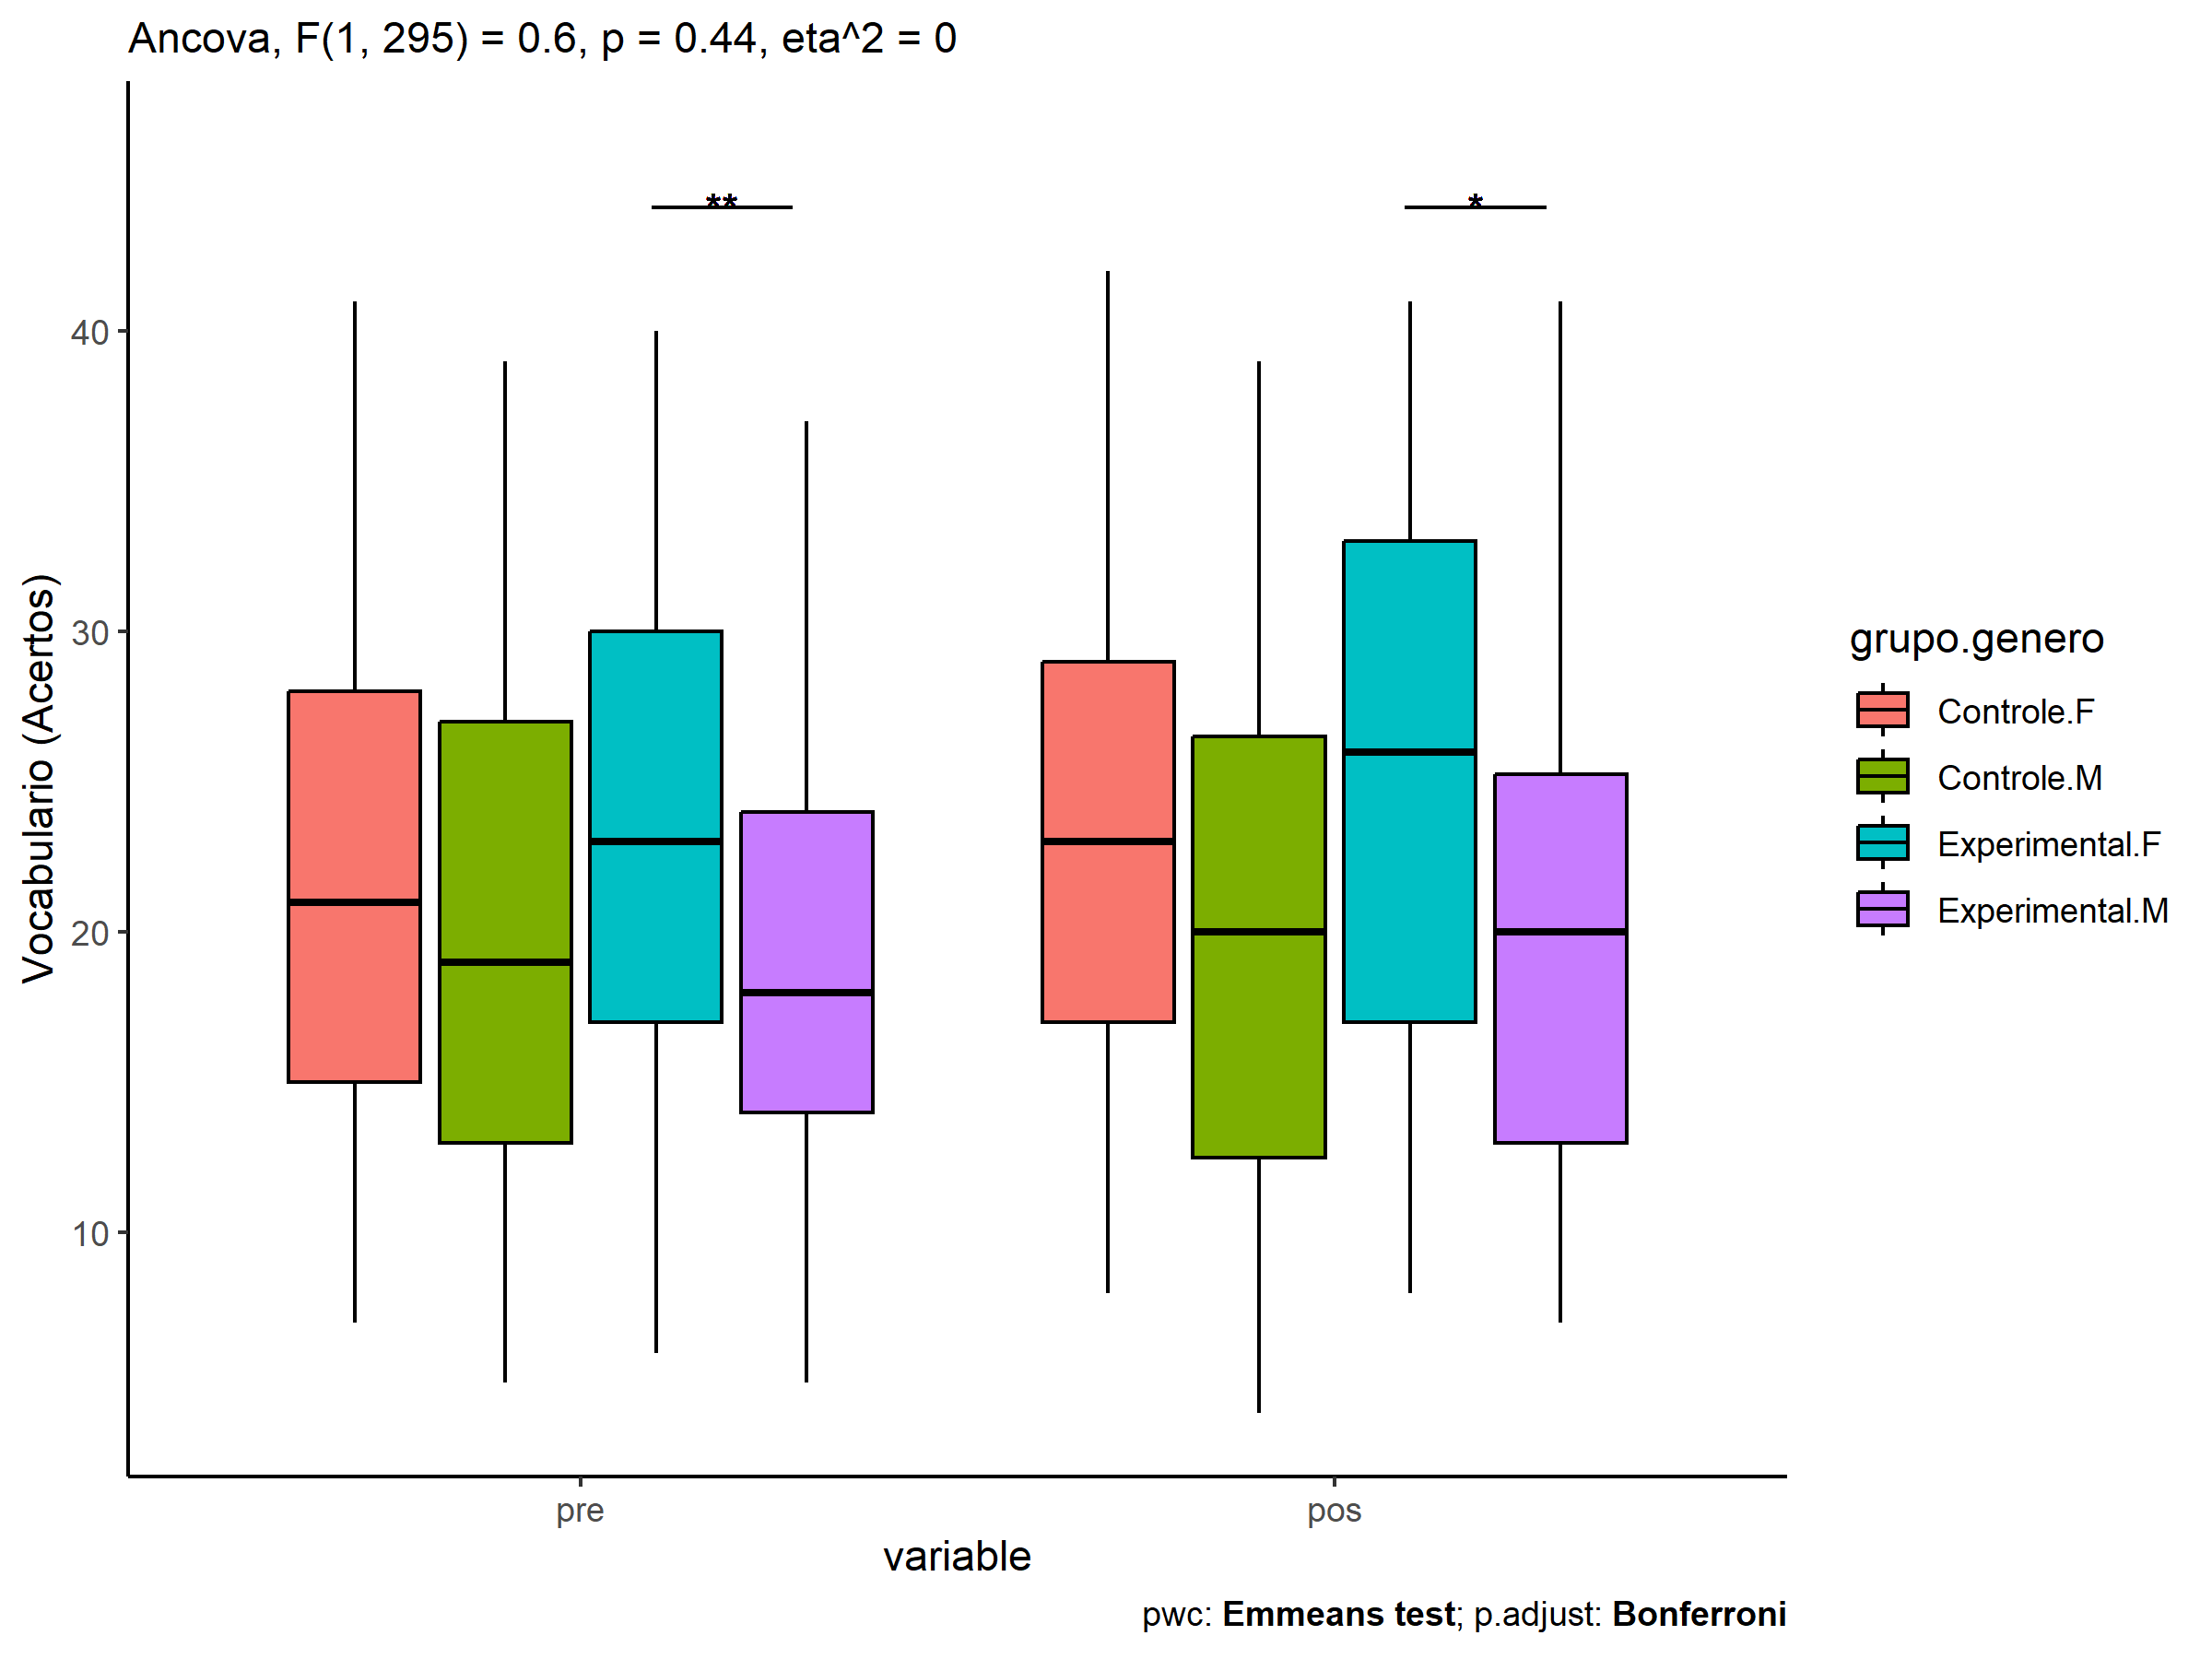 Ancova, F(1, 295) = 0.6, p = 0.44, eta^2 = 0
**
*
Vocabulario (Acertos)
40
30
20
10
pre
pos
variable
grupo.genero
Controle.F
Controle.M
Experimental.F
Experimental.M
pwc: Emmeans test; p.adjust: Bonferroni